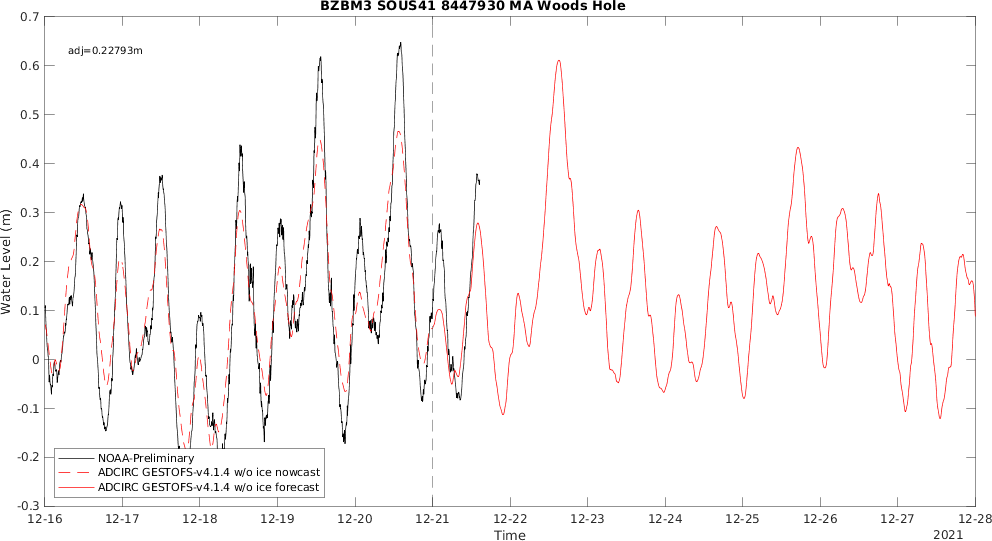 BZBM3 SOUS41 8447930 MA Woods Hole
adj=0.22793m
Water Level (m)
0.7
0.6
0.5
0.4
0.3
0.2
0.1
0
-0.1
-0.2
-0.3
NOAA-Preliminary
ADCIRC GESTOFS-v4.1.4 w/o ice nowcast
ADCIRC GESTOFS-v4.1.4 w/o ice forecast
12-16 12-17 12-18 12-19 12-20 12-21 12-22 12-23 12-24 12-25 12-26 12-27 12-28
Time
2021